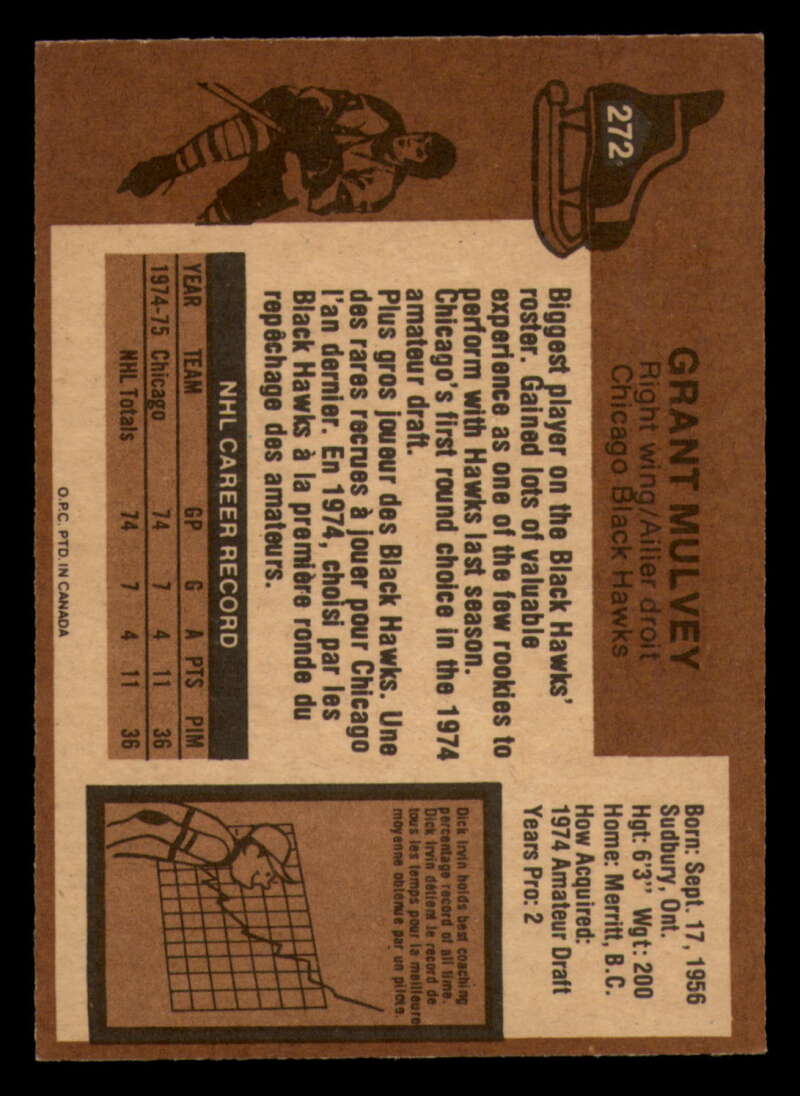 272
GRANT MULVEY
Right wing/Ailier droit
Chicago Black Hawks
Born: Sept. 17, 1956
Sudbury, Ont.
Hgt: 6'3" Wgt: 200
Home: Merritt, B.C.
How Acquired:
1974 Amateur Draft
Years Pro: 2
Biggest player on the Black Hawks'
roster. Gained lots of valuable
experience as one of the few rookies to
perform with Hawks last season.
Chicago's first round choice in the 1974
amateur draft.
Plus gros joueur des Black Hawks. Une
des rares recrues à jouer pour Chicago
l'an dernier. En 1974, choisi par les
Black Hawks à la première ronde du
repêchage des amateurs.
NHL CAREER RECORD
YEAR TEAM GP G A PTS PIM
1974-75 Chicago 74 7 4 11 36
NHL Totals 74 7 4 11 36
Dick Irvin holds best coaching
percentage record of all time.
Dick Irvin détient le record de
tous les temps pour la meilleure
moyenne obtenue par un pilote.
O.P.C. PTD. IN CANADA